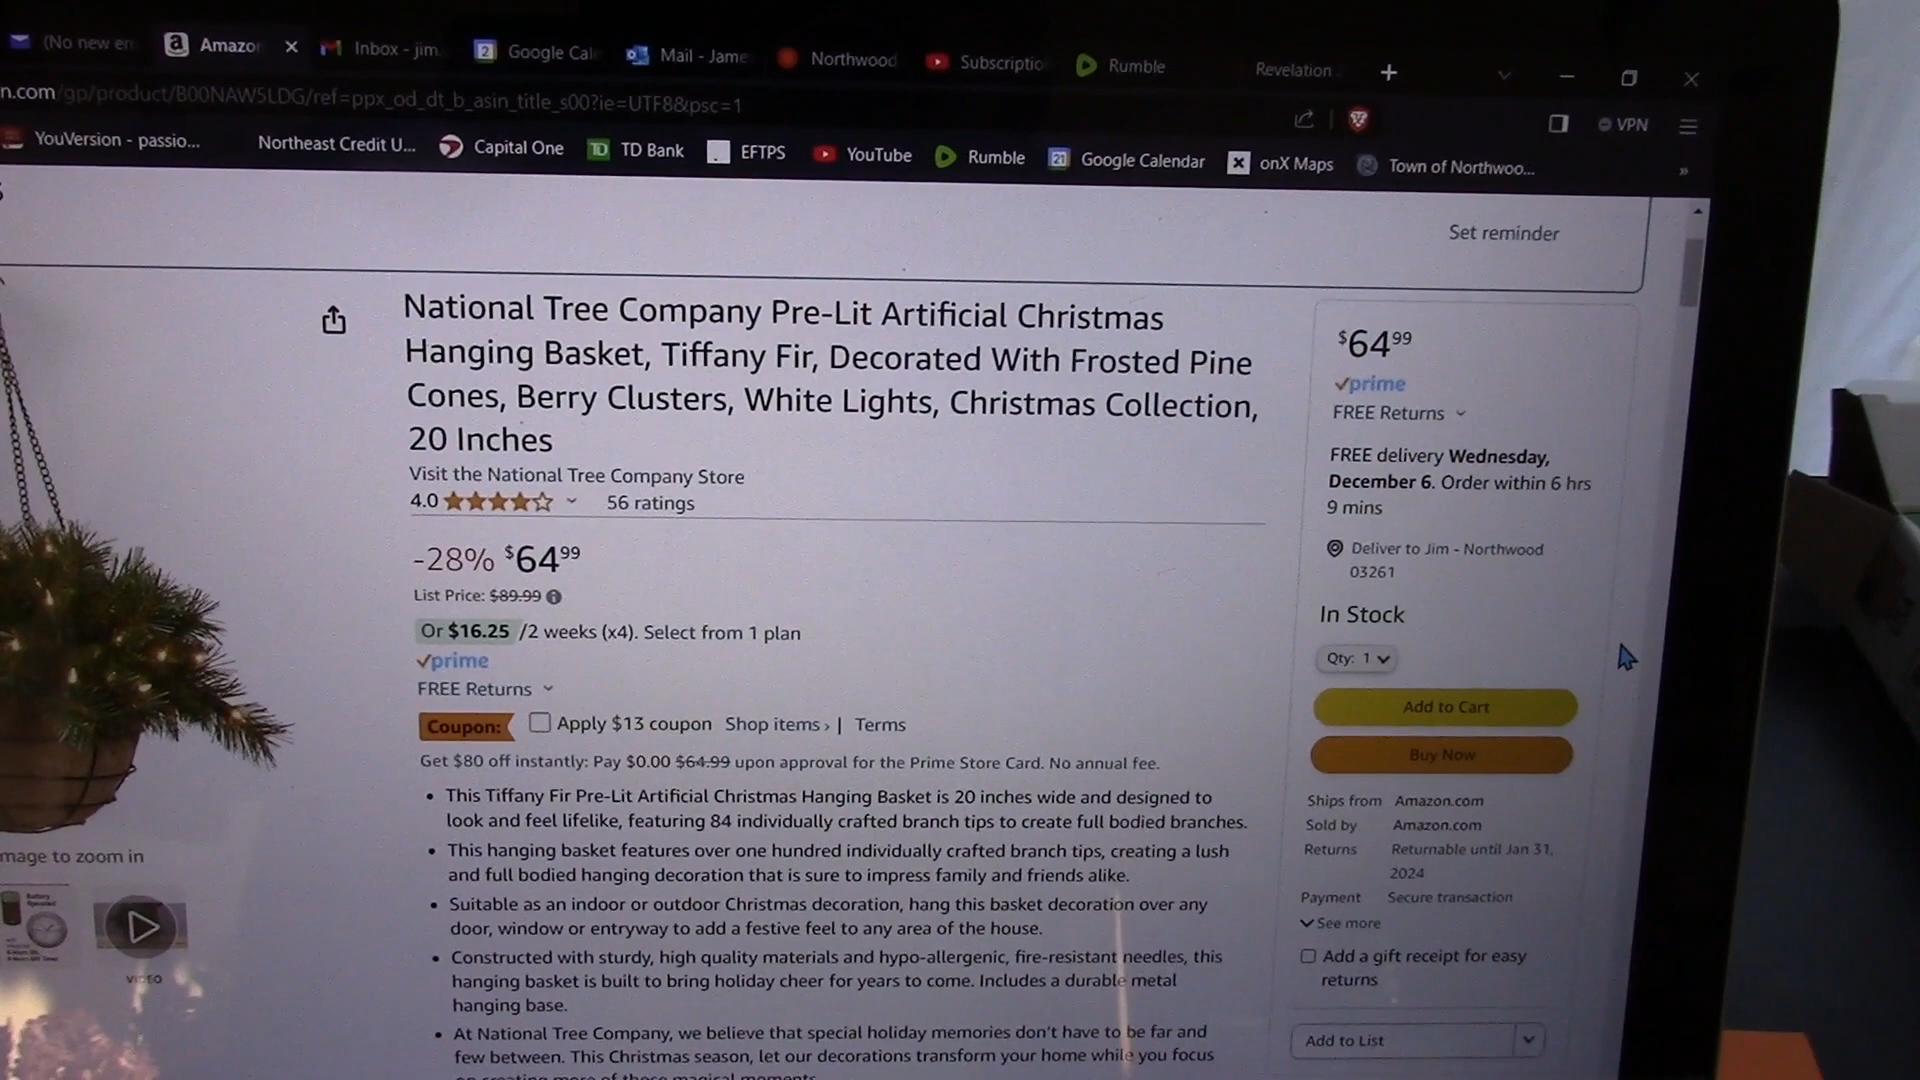 (No new en
Amazo
Inbox - jim.
Google Cal
Mail - Jame
Northwood
Subscriptio
Rumble
Revelation
n.com/gp/product/B00NAW5LDG/ref=ppx_od_dt_b_asin_title_s00?ie=UTF8&psc=1
VPN
YouVersion - passio...
Northeast Credit U...
Capital One
TD Bank
EFTPS
YouTube
Rumble
Google Calendar
onX Maps
Town of Northwoo...
»
Set reminder
National Tree Company Pre-Lit Artificial Christmas
Hanging Basket, Tiffany Fir, Decorated With Frosted Pine
Cones, Berry Clusters, White Lights, Christmas Collection,
20 Inches
Visit the National Tree Company Store
4.0
56 ratings
-28% $6499
List Price: $89.99
Or $16.25 /2 weeks (x4). Select from 1 plan
prime
FREE Returns
Coupon: Apply $13 coupon Shop items › | Terms
Get $80 off instantly: Pay $0.00 $64.99 upon approval for the Prime Store Card. No annual fee.
• This Tiffany Fir Pre-Lit Artificial Christmas Hanging Basket is 20 inches wide and designed to
look and feel lifelike, featuring 84 individually crafted branch tips to create full bodied branches.
• This hanging basket features over one hundred individually crafted branch tips, creating a lush
and full bodied hanging decoration that is sure to impress family and friends alike.
• Suitable as an indoor or outdoor Christmas decoration, hang this basket decoration over any
door, window or entryway to add a festive feel to any area of the house.
• Constructed with sturdy, high quality materials and hypo-allergenic, fire-resistant needles, this
hanging basket is built to bring holiday cheer for years to come. Includes a durable metal
hanging base.
• At National Tree Company, we believe that special holiday memories don't have to be far and
few between. This Christmas season, let our decorations transform your home while you focus
on creating more of those magical moments
mage to zoom in
Battery
Operated
VIDEO
$6499
prime
FREE Returns
FREE delivery Wednesday,
December 6. Order within 6 hrs
9 mins
Deliver to Jim - Northwood
03261
In Stock
Qty: 1
Add to Cart
Buy Now
Ships from Amazon.com
Sold by Amazon.com
Returns Returnable until Jan 31,
2024
Payment Secure transaction
See more
Add a gift receipt for easy
returns
Add to List